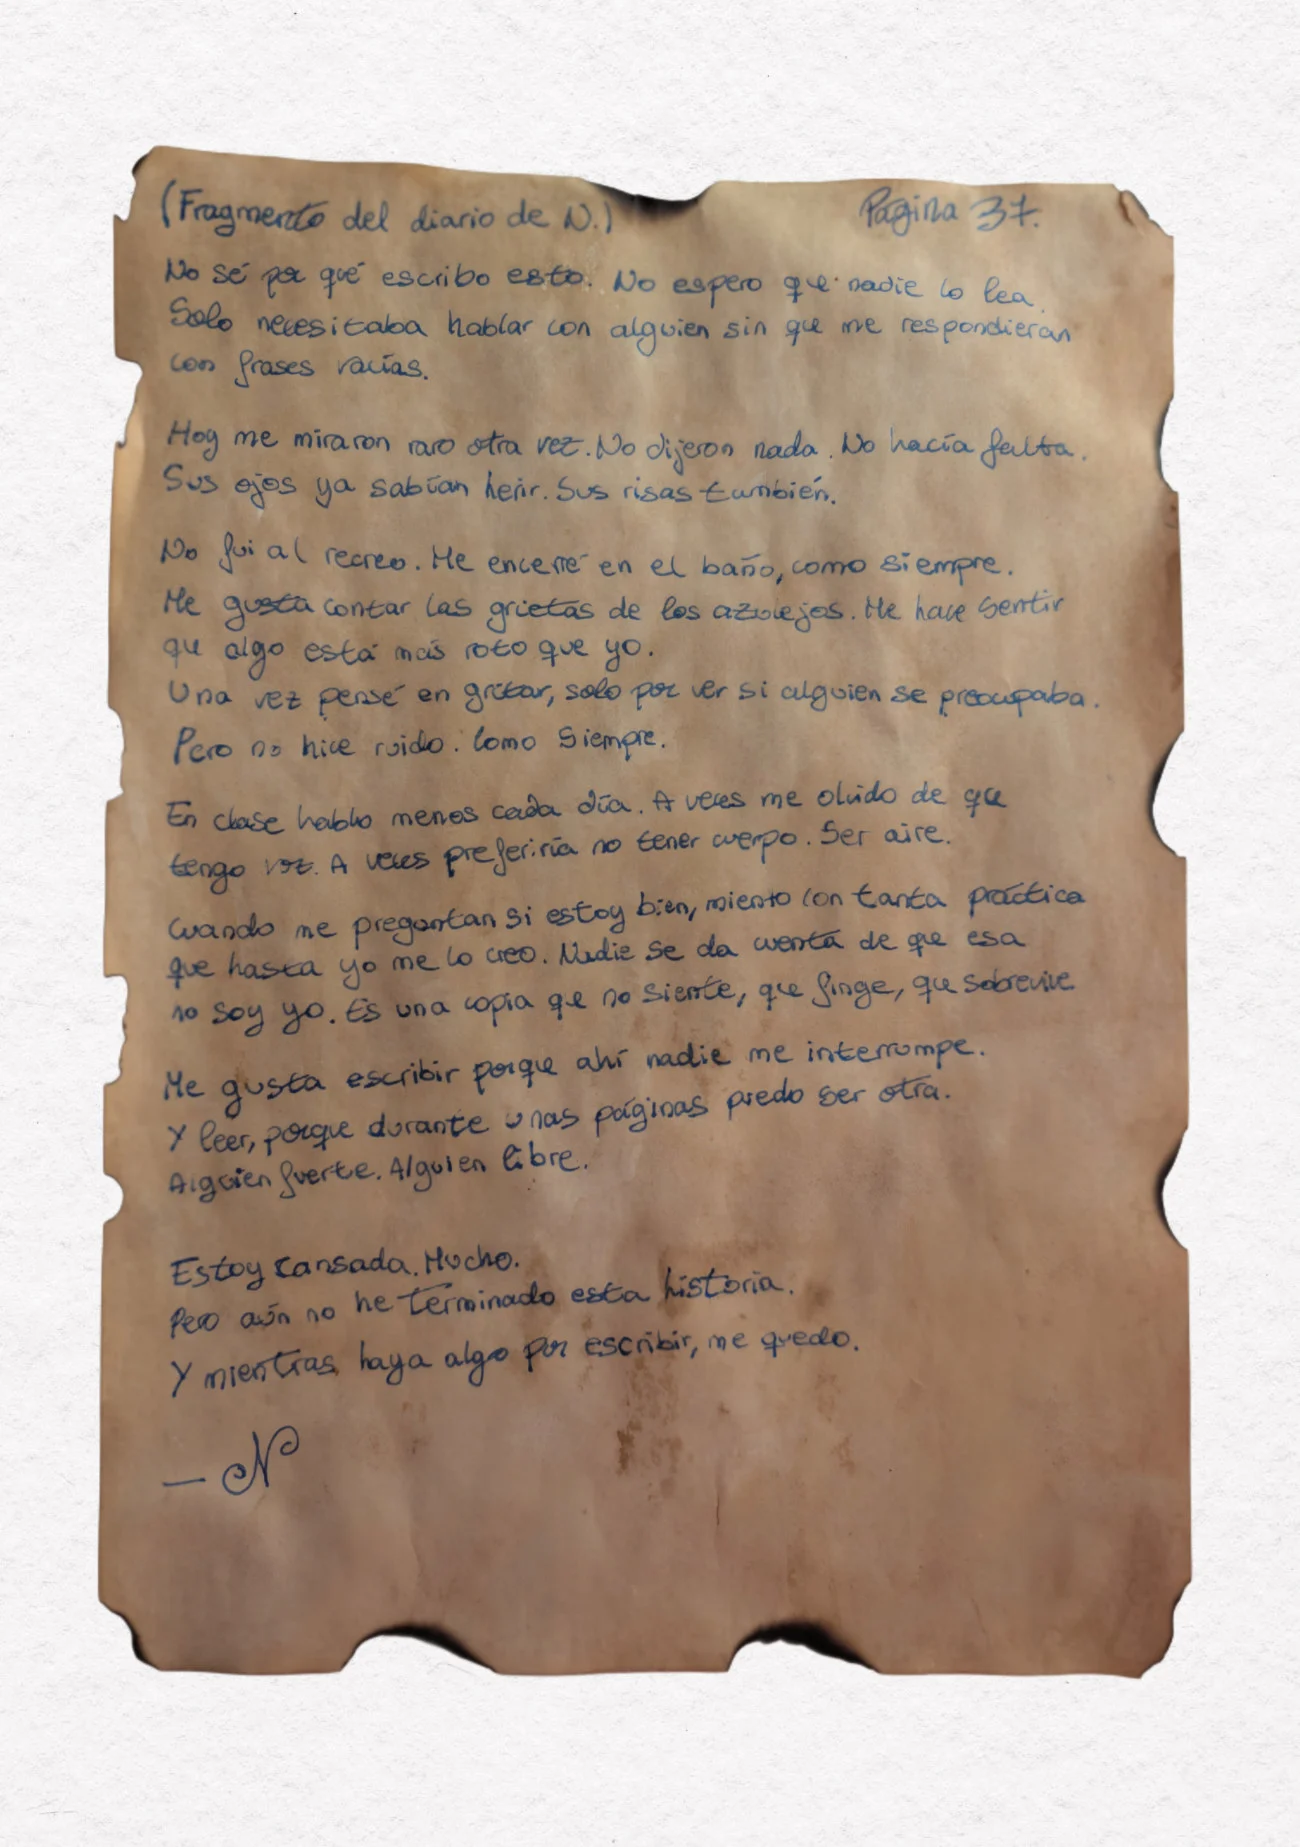 (Fragmento del diario de N.) Página 37.
No sé por qué escribo esto. No espero que nadie lo lea.
Solo necesitaba hablar con alguien sin que me respondieran
con frases vacías.
Hoy me miraron raro otra vez. No dijeron nada. No hacía falta.
Sus ojos ya sabían herir. Sus risas también.
No fui al recreo. Me encerré en el baño, como siempre.
Me gusta contar las grietas de los azulejos. Me hace sentir
que algo está más roto que yo.
Una vez pensé en gritar, solo por ver si alguien se preocupaba.
Pero no hice ruido. Como siempre.
En clase hablo menos cada día. A veces me olvido de que
tengo voz. A veces preferiría no tener cuerpo. Ser aire.
Cuando me preguntan si estoy bien, miento con tanta práctica
que hasta yo me lo creo. Nadie se da cuenta de que esa
no soy yo. Es una copia que no siente, que finge, que sobrevive.
Me gusta escribir porque ahí nadie me interrumpe.
Y leer, porque durante unas páginas puedo ser otra.
Alguien fuerte. Alguien libre.
Estoy cansada. Mucho.
Pero aún no he terminado esta historia.
Y mientras haya algo por escribir, me quedo.
— N